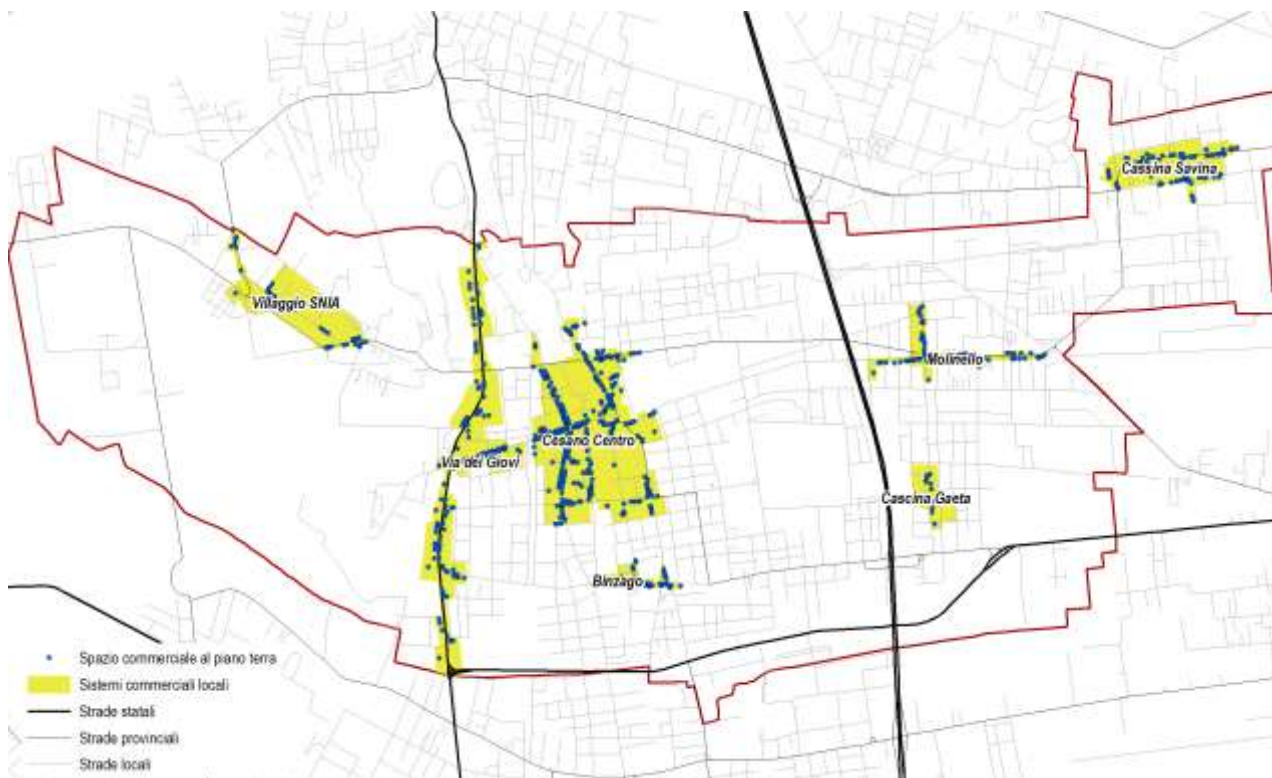 Cassina Savina
Villaggio SNIA
Molinello
Cesano Centro
Via dei Giovi
Cascina Gaeta
Binzago
Spazio commerciale al piano terra
Sistemi commerciali locali
Strade statali
Strade provinciali
Strade locali